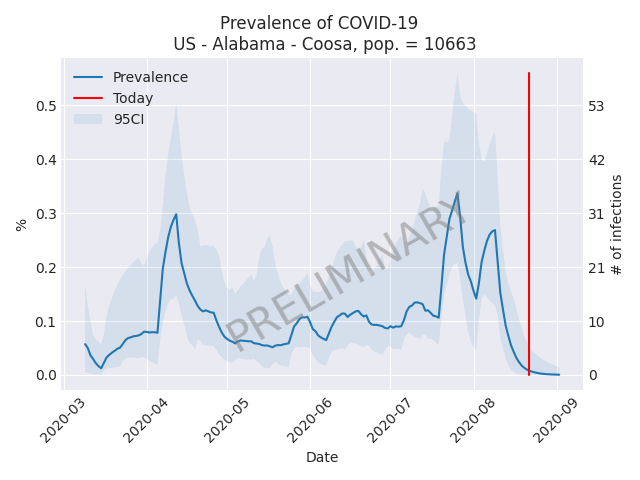 Prevalence of COVID-19
US - Alabama - Coosa, pop. = 10663
Prevalence
Today
95CI
0.5
0.4
0.3
0.2
0.1
0.0
%
53
42
31
21
10
0
# of infections
PRELIMINARY
2020-03
2020-04
2020-05
2020-06
2020-07
2020-08
2020-09
Date